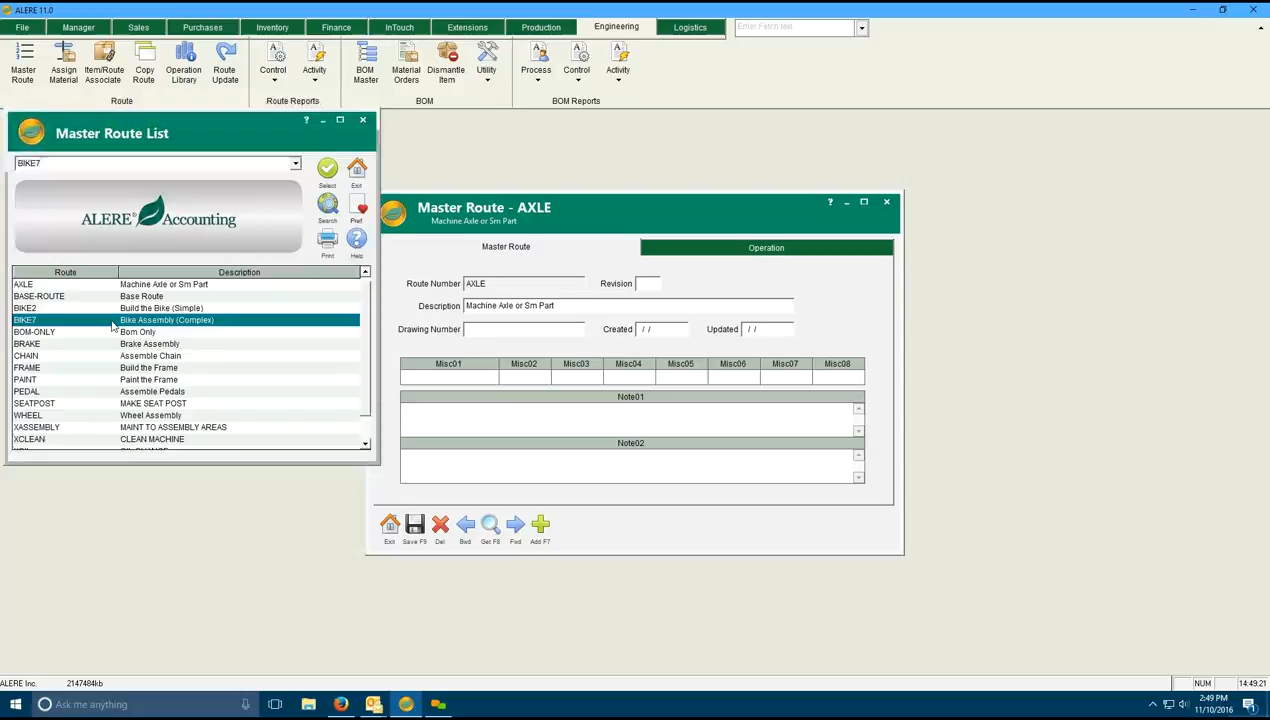 ALERE 11.0
File Manager Sales Purchases Inventory Finance InTouch Extensions Production Engineering Logistics Enter Fetch text
Master Route
Assign Material
Item/Route Associate
Copy Route
Operation Library
Route Update
Control
Activity
BOM Master
Material Orders
Dismantle Item
Utility
Process
Control
Activity
Route
Route Reports
BOM
BOM Reports
Master Route List
BIKE7
Select
Exit
ALERE® Accounting
Search
Pref
Print
Help
Route Description
AXLE Machine Axle or Sm Part
BASE-ROUTE Base Route
BIKE2 Build the Bike (Simple)
BIKE7 Bike Assembly (Complex)
BOM-ONLY Bom Only
BRAKE Brake Assembly
CHAIN Assemble Chain
FRAME Build the Frame
PAINT Paint the Frame
PEDAL Assemble Pedals
SEATPOST MAKE SEAT POST
WHEEL Wheel Assembly
XASSEMBLY MAINT TO ASSEMBLY AREAS
XCLEAN CLEAN MACHINE
Master Route - AXLE
Machine Axle or Sm Part
Master Route
Operation
Route Number AXLE Revision
Description Machine Axle or Sm Part
Drawing Number Created / / Updated / /
Misc01 Misc02 Misc03 Misc04 Misc05 Misc06 Misc07 Misc08
Note01
Note02
Exit Save F9 Del Bwd Get F8 Fwd Add F7
ALERE Inc. 2147484kb NUM 14:49:21
Ask me anything
2:49 PM
11/10/2016